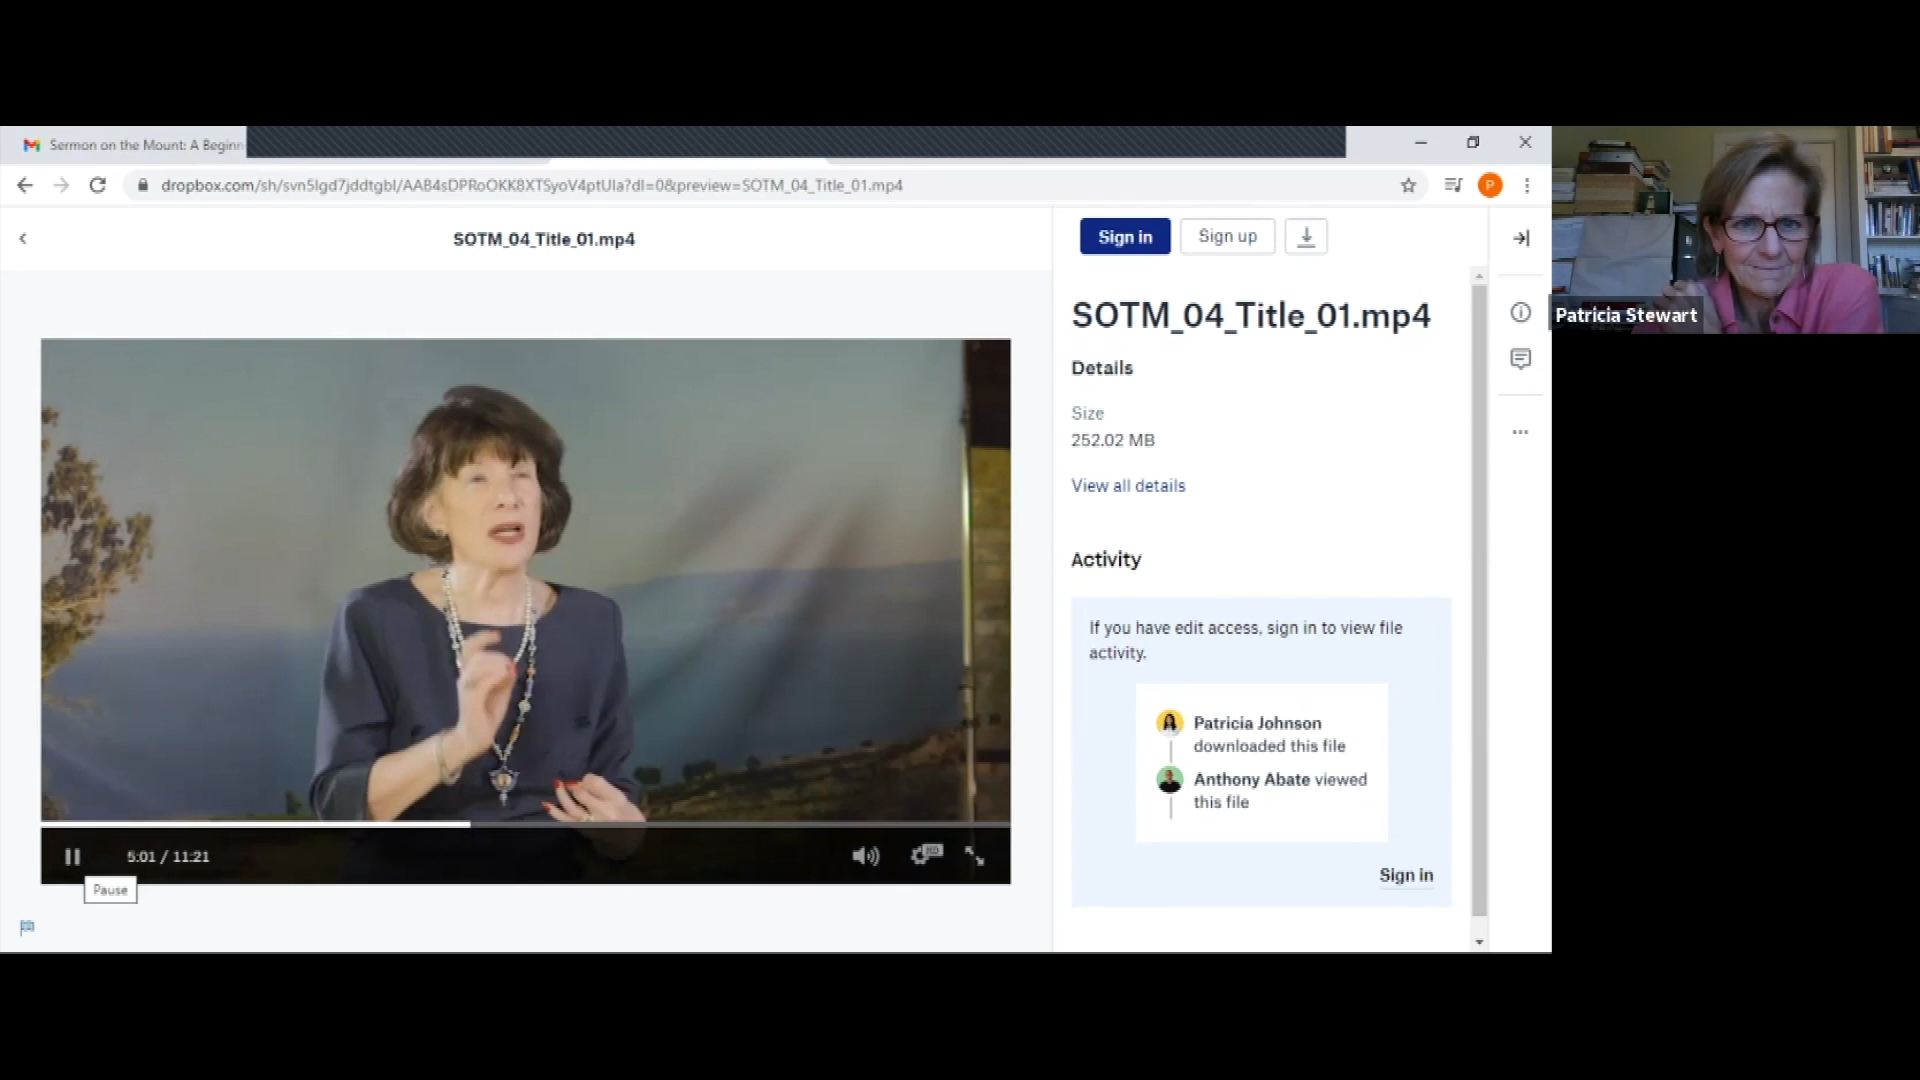 Sermon on the Mount: A Beginn
dropbox.com/sh/svn5lgd7jddtgbl/AAB4sDPRoOKK8XTSyoV4ptUla?dl=0&preview=SOTM_04_Title_01.mp4
P
SOTM_04_Title_01.mp4
Sign in
Sign up
SOTM_04_Title_01.mp4
Details
Size
252.02 MB
View all details
Activity
If you have edit access, sign in to view file
activity.
Patricia Johnson
downloaded this file
Anthony Abate viewed
this file
Sign in
5:01 / 11:21
HD
Pause
Patricia Stewart